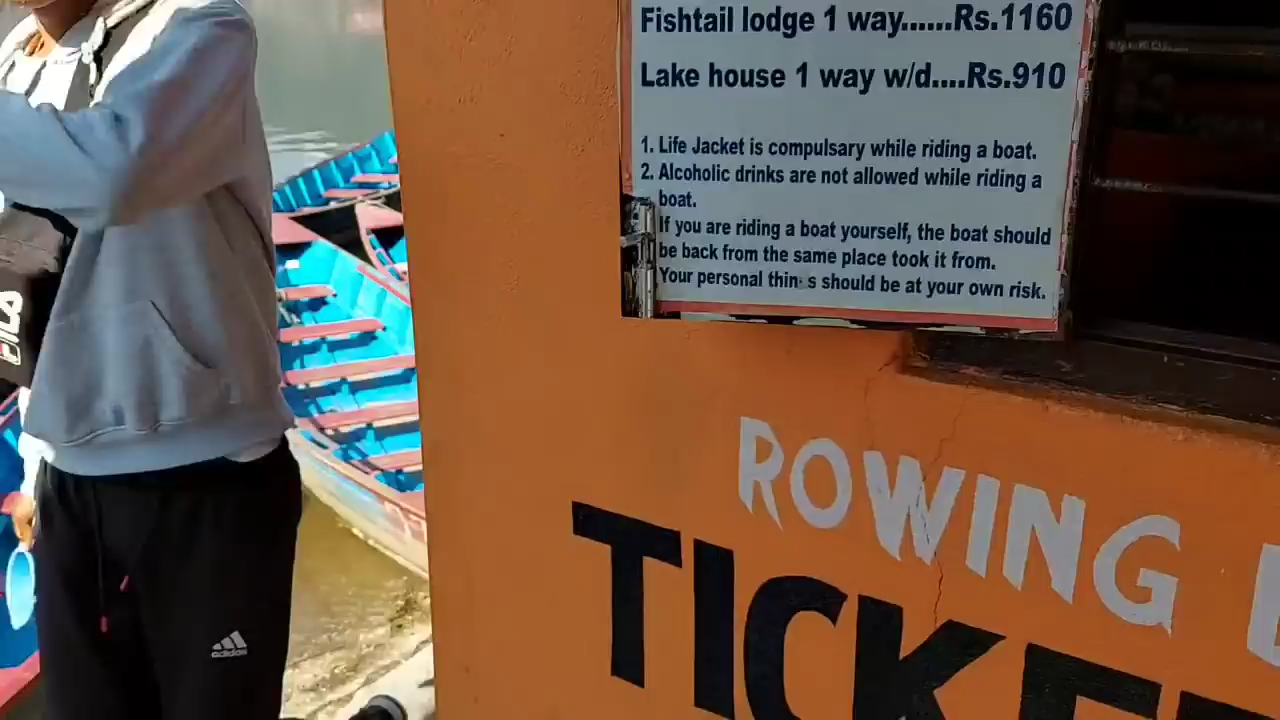 Fishtail lodge 1 way......Rs.1160
Lake house 1 way w/d....Rs.910
1. Life Jacket is compulsary while riding a boat.
2. Alcoholic drinks are not allowed while riding a
boat.
If you are riding a boat yourself, the boat should
be back from the same place took it from.
Your personal thin s should be at your own risk.
ROWING
TICKE
FILA
adidas